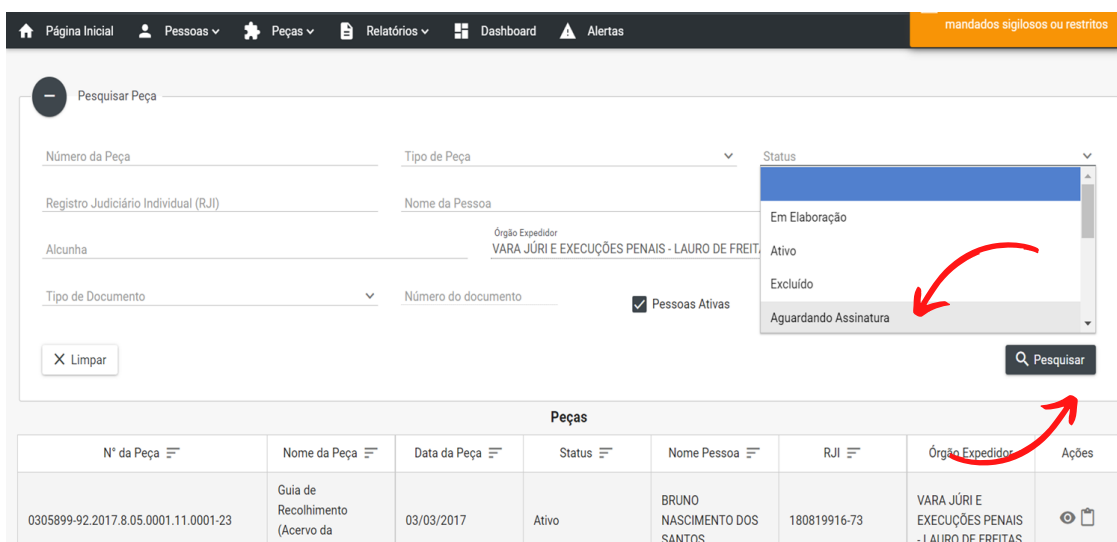 mandados sigilosos ou restritos
Página Inicial Pessoas Peças Relatórios Dashboard Alertas
Pesquisar Peça
Número da Peça Tipo de Peça Status
Registro Judiciário Individual (RJI) Nome da Pessoa
Em Elaboração
Órgão Expedidor
Alcunha VARA JÚRI E EXECUÇÕES PENAIS - LAURO DE FREIT
Ativo
Excluído
Tipo de Documento Número do documento Pessoas Ativas
Aguardando Assinatura
Limpar Pesquisar
Peças
N° da Peça Nome da Peça Data da Peça Status Nome Pessoa RJI Órgão Expedidor Ações
Guia de
Recolhimento
(Acervo da
0305899-92.2017.8.05.0001.11.0001-23 03/03/2017 Ativo
BRUNO
NASCIMENTO DOS
SANTOS
180819916-73
VARA JÚRI E
EXECUÇÕES PENAIS
- LAURO DE FREITAS